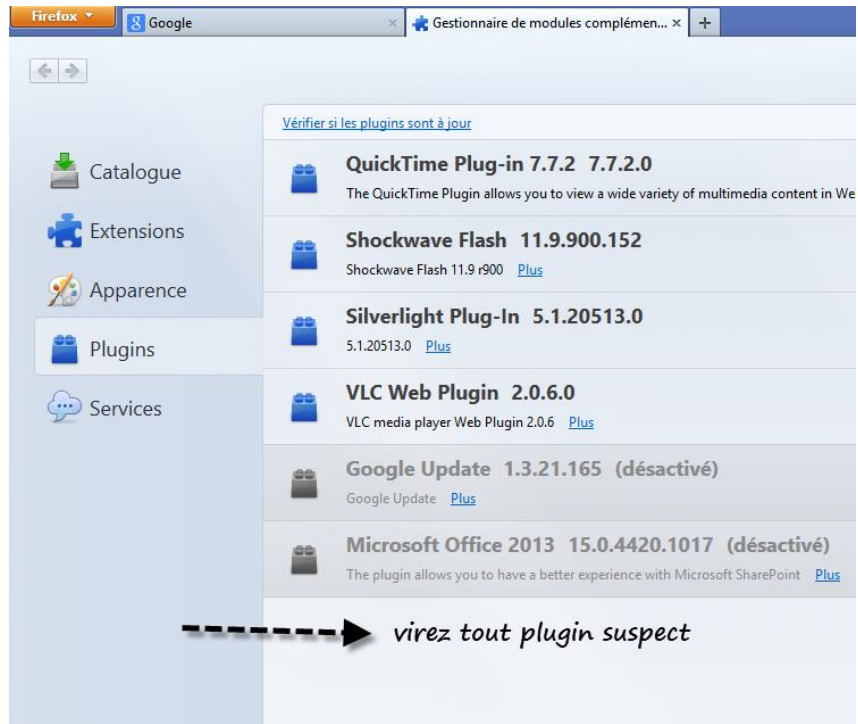 Firefox
Google
Gestionnaire de modules complémen...
Vérifier si les plugins sont à jour
Catalogue
Extensions
Apparence
Plugins
Services
QuickTime Plug-in 7.7.2 7.7.2.0
The QuickTime Plugin allows you to view a wide variety of multimedia content in We
Shockwave Flash 11.9.900.152
Shockwave Flash 11.9 r900 Plus
Silverlight Plug-In 5.1.20513.0
5.1.20513.0 Plus
VLC Web Plugin 2.0.6.0
VLC media player Web Plugin 2.0.6 Plus
Google Update 1.3.21.165 (désactivé)
Google Update Plus
Microsoft Office 2013 15.0.4420.1017 (désactivé)
The plugin allows you to have a better experience with Microsoft SharePoint Plus
virez tout plugin suspect